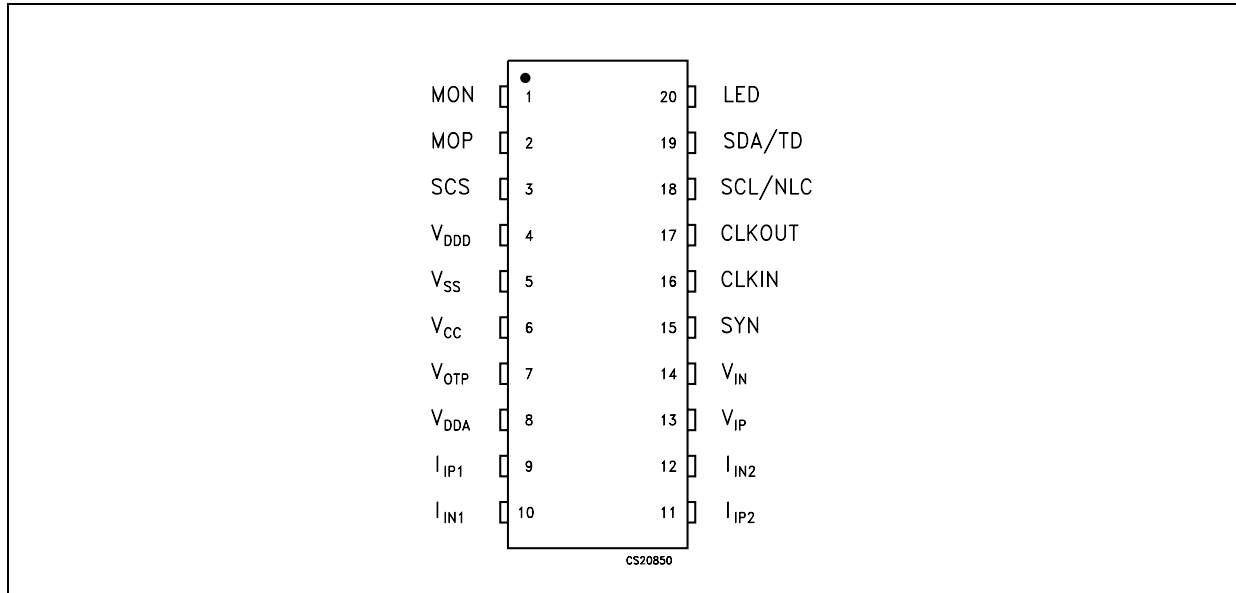 MON 1 20 LED
MOP 2 19 SDA/TD
SCS 3 18 SCL/NLC
VDDD 4 17 CLKOUT
VSS 5 16 CLKIN
VCC 6 15 SYN
VOTP 7 14 VIN
VDDA 8 13 VIP
IIP1 9 12 IIN2
IIN1 10 11 IIP2
CS20850